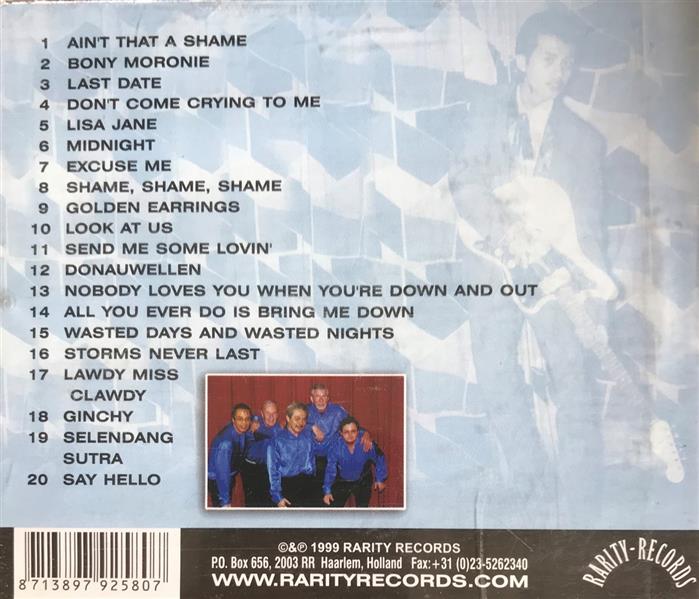 1 AIN'T THAT A SHAME
2 BONY MORONIE
3 LAST DATE
4 DON'T COME CRYING TO ME
5 LISA JANE
6 MIDNIGHT
7 EXCUSE ME
8 SHAME, SHAME, SHAME
9 GOLDEN EARRINGS
10 LOOK AT US
11 SEND ME SOME LOVIN'
12 DONAUWELLEN
13 NOBODY LOVES YOU WHEN YOU'RE DOWN AND OUT
14 ALL YOU EVER DO IS BRING ME DOWN
15 WASTED DAYS AND WASTED NIGHTS
16 STORMS NEVER LAST
17 LAWDY MISS
CLAWDY
18 GINCHY
19 SELENDANG
SUTRA
20 SAY HELLO
8 713897 925807
©&℗ 1999 RARITY RECORDS
P.O. Box 656, 2003 RR Haarlem, Holland Fax:+31 (0)23-5262340
WWW.RARITYRECORDS.COM
RARITY-RECORDS